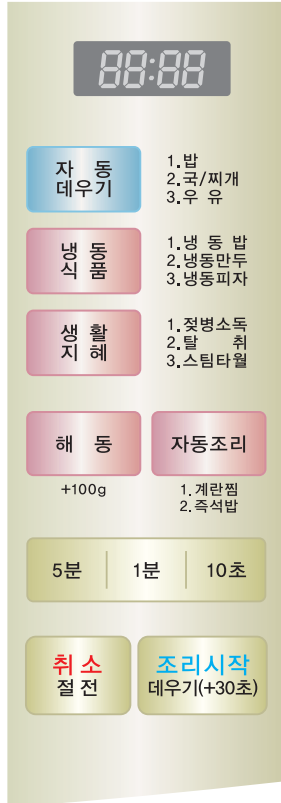 88:88
자 동
데우기
1.밥
2.국/찌개
3.우 유
냉 동
식 품
1.냉 동 밥
2.냉동만두
3.냉동피자
생 활
지 혜
1.젖병소독
2.탈 취
3.스팀타월
해 동
+100g
자동조리
1.계란찜
2.즉석밥
5분 1분 10초
취 소
절 전
조리시작
데우기(+30초)